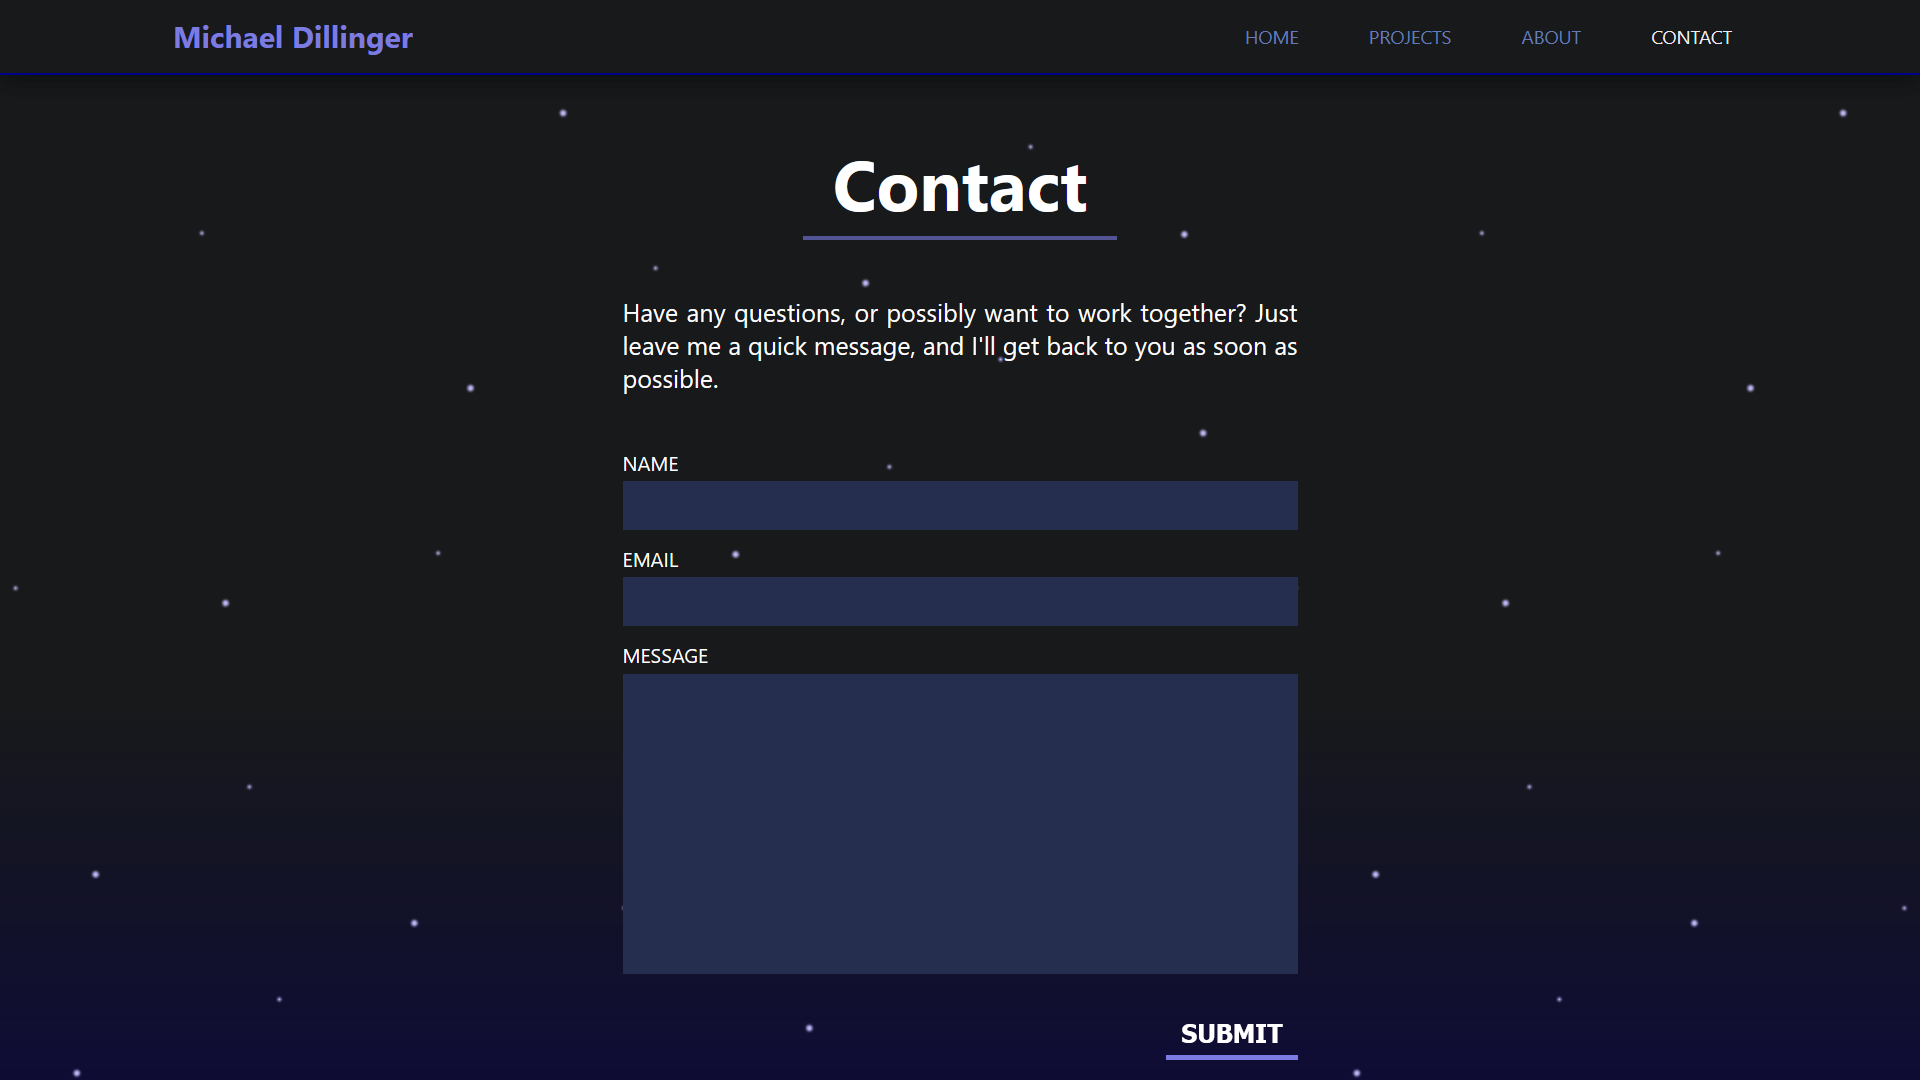 Michael Dillinger
HOME
PROJECTS
ABOUT
CONTACT
Contact
Have any questions, or possibly want to work together? Just
leave me a quick message, and I'll get back to you as soon as
possible.
NAME
EMAIL
MESSAGE
SUBMIT